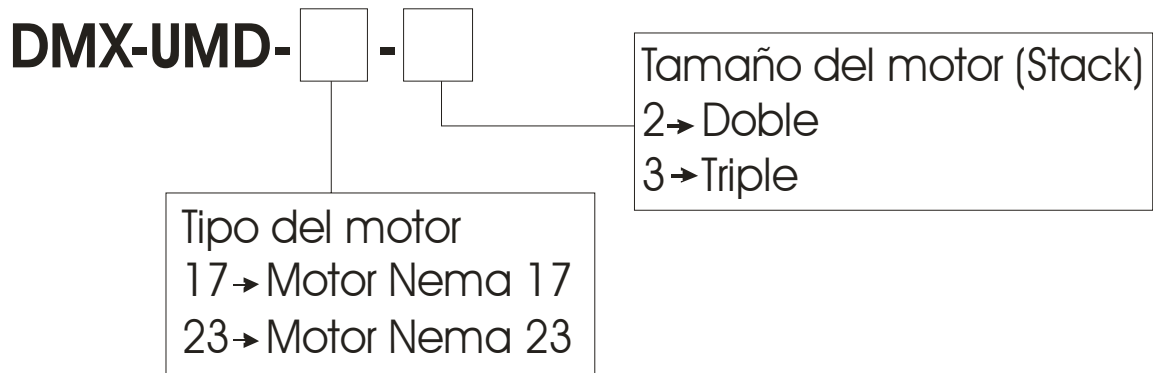 DMX-UMD- -
Tamaño del motor (Stack)
2→Doble
3→Triple
Tipo del motor
17→Motor Nema 17
23→Motor Nema 23